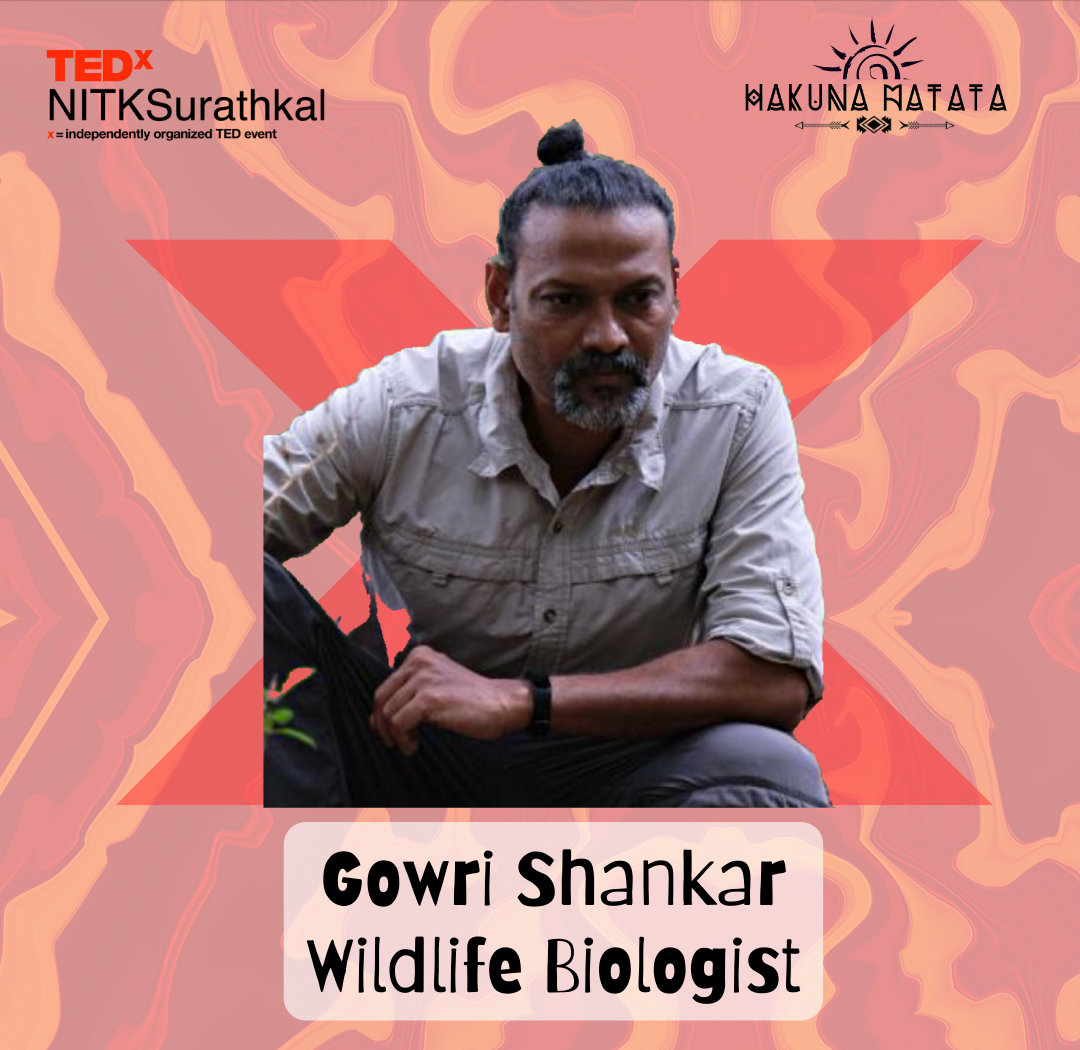 TEDx
NITKSurathkal
x = independently organized TED event
HAKUNA MATATA
Gowri Shankar
Wildlife Biologist